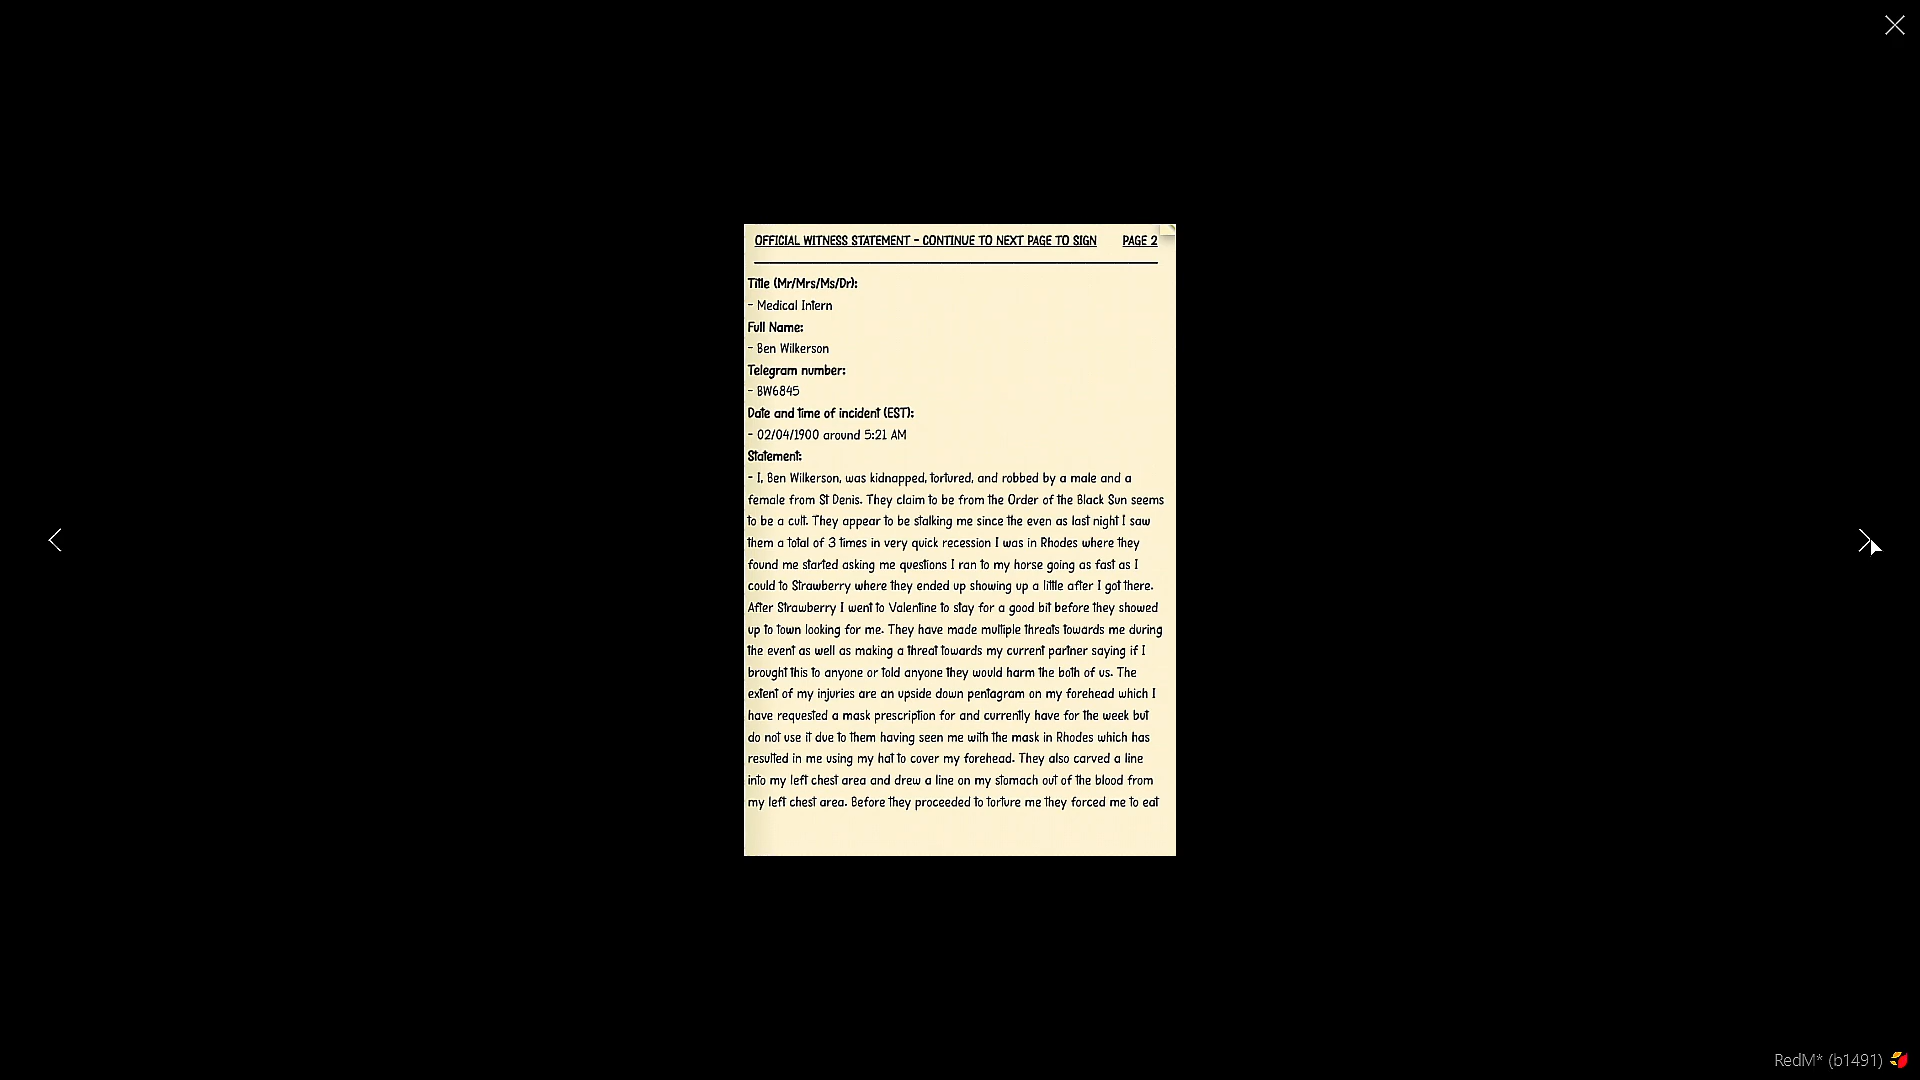 OFFICIAL WITNESS STATEMENT - CONTINUE TO NEXT PAGE TO SIGN PAGE 2
Title (Mr/Mrs/Ms/Dr):
- Medical Intern
Full Name:
- Ben Wilkerson
Telegram number:
- BW6845
Date and time of incident (EST):
- 02/04/1900 around 5:21 AM
Statement:
- I, Ben Wilkerson, was kidnapped, tortured, and robbed by a male and a
female from St Denis. They claim to be from the Order of the Black Sun seems
to be a cult. They appear to be stalking me since the even as last night I saw
them a total of 3 times in very quick recession I was in Rhodes where they
found me started asking me questions I ran to my horse going as fast as I
could to Strawberry where they ended up showing up a little after I got there.
After Strawberry I went to Valentine to stay for a good bit before they showed
up to town looking for me. They have made multiple threats towards me during
the event as well as making a threat towards my current partner saying if I
brought this to anyone or told anyone they would harm the both of us. The
extent of my injuries are an upside down pentagram on my forehead which I
have requested a mask prescription for and currently have for the week but
do not use it due to them having seen me with the mask in Rhodes which has
resulted in me using my hat to cover my forehead. They also carved a line
into my left chest area and drew a line on my stomach out of the blood from
my left chest area. Before they proceeded to torture me they forced me to eat
RedM* (b1491)